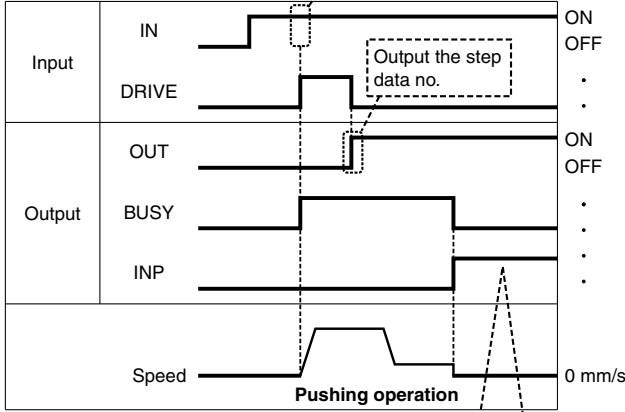 IN
ON
OFF
Input
Output the step
data no.
DRIVE
OUT
ON
OFF
Output
BUSY
INP
Speed
0 mm/s
Pushing operation